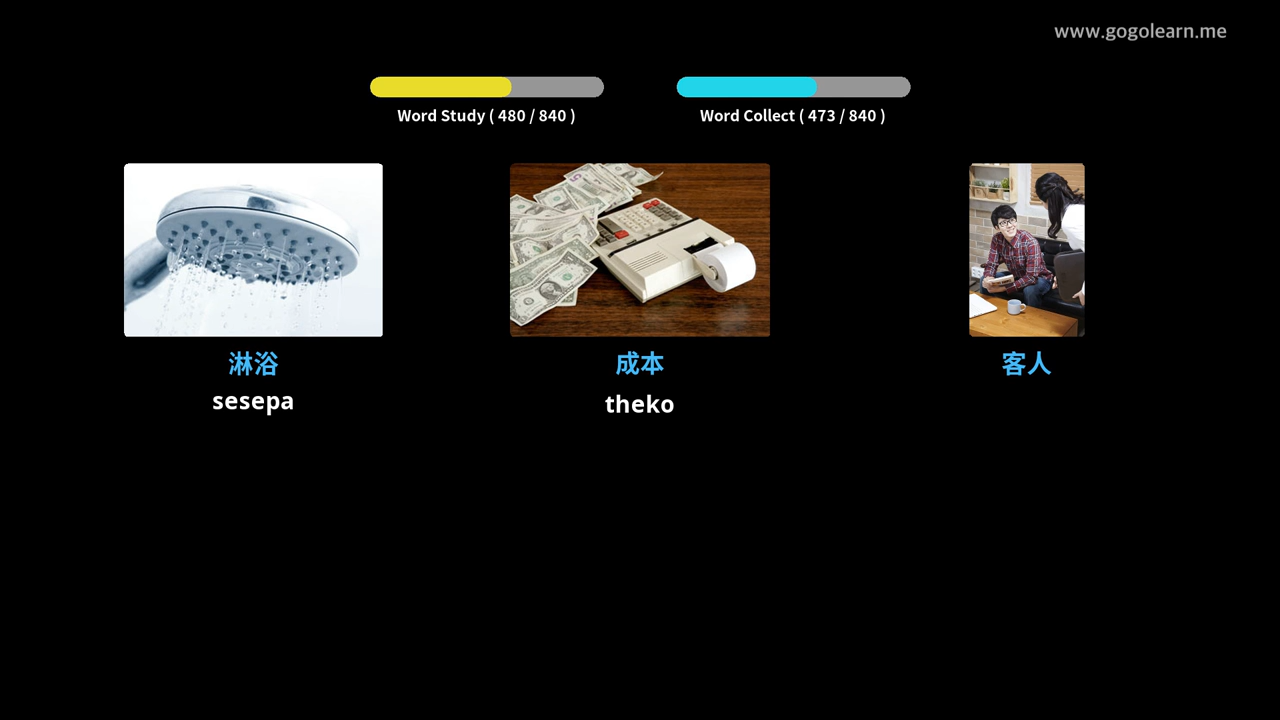 www.gogolearn.me
Word Study ( 480 / 840 )
Word Collect ( 473 / 840 )
淋浴
成本
客人
sesepa
theko